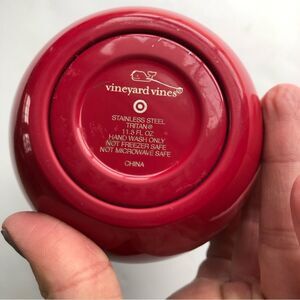 vineyard vines®
STAINLESS STEEL
TRITAN®
11.5 FL OZ
HAND WASH ONLY
NOT FREEZER SAFE
NOT MICROWAVE SAFE
CHINA